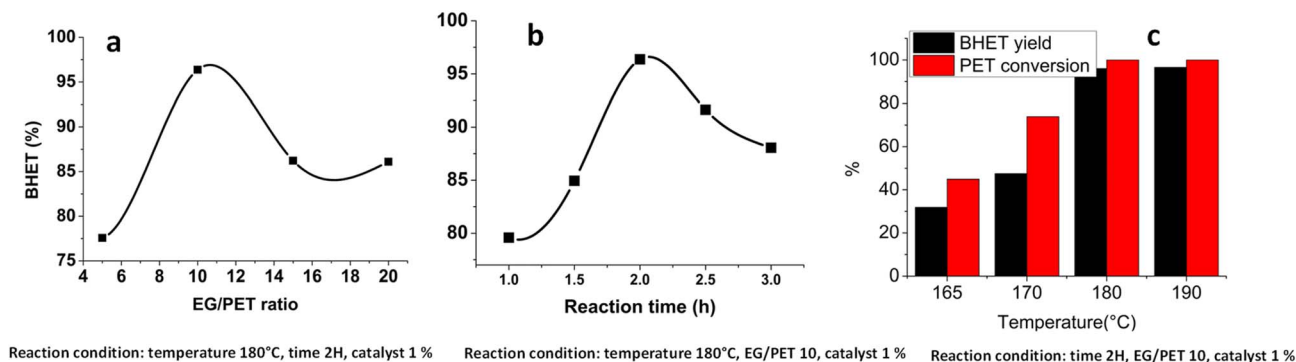 a
BHET (%)
100
95
90
85
80
75
4 6 8 10 12 14 16 18 20
EG/PET ratio
Reaction condition: temperature 180°C, time 2H, catalyst 1 %
b
100
95
90
85
80
1.0 1.5 2.0 2.5 3.0
Reaction time (h)
Reaction condition: temperature 180°C, EG/PET 10, catalyst 1 %
c
BHET yield
PET conversion
%
100
80
60
40
20
0
165 170 180 190
Temperature(°C)
Reaction condition: time 2H, EG/PET 10, catalyst 1 %